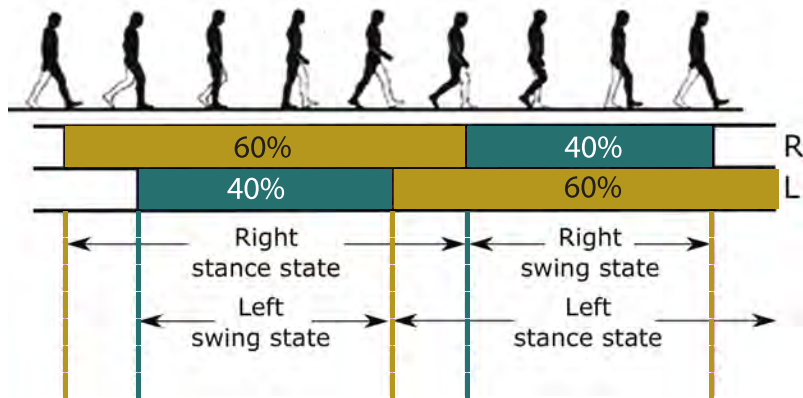 60% 40% R
40% 60% L
Right
stance state
Right
swing state
Left
swing state
Left
stance state